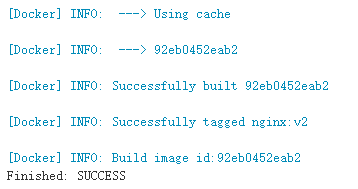 [Docker] INFO:  ---> Using cache
[Docker] INFO:  ---> 92eb0452eab2
[Docker] INFO: Successfully built 92eb0452eab2
[Docker] INFO: Successfully tagged nginx:v2
[Docker] INFO: Build image id:92eb0452eab2
Finished: SUCCESS